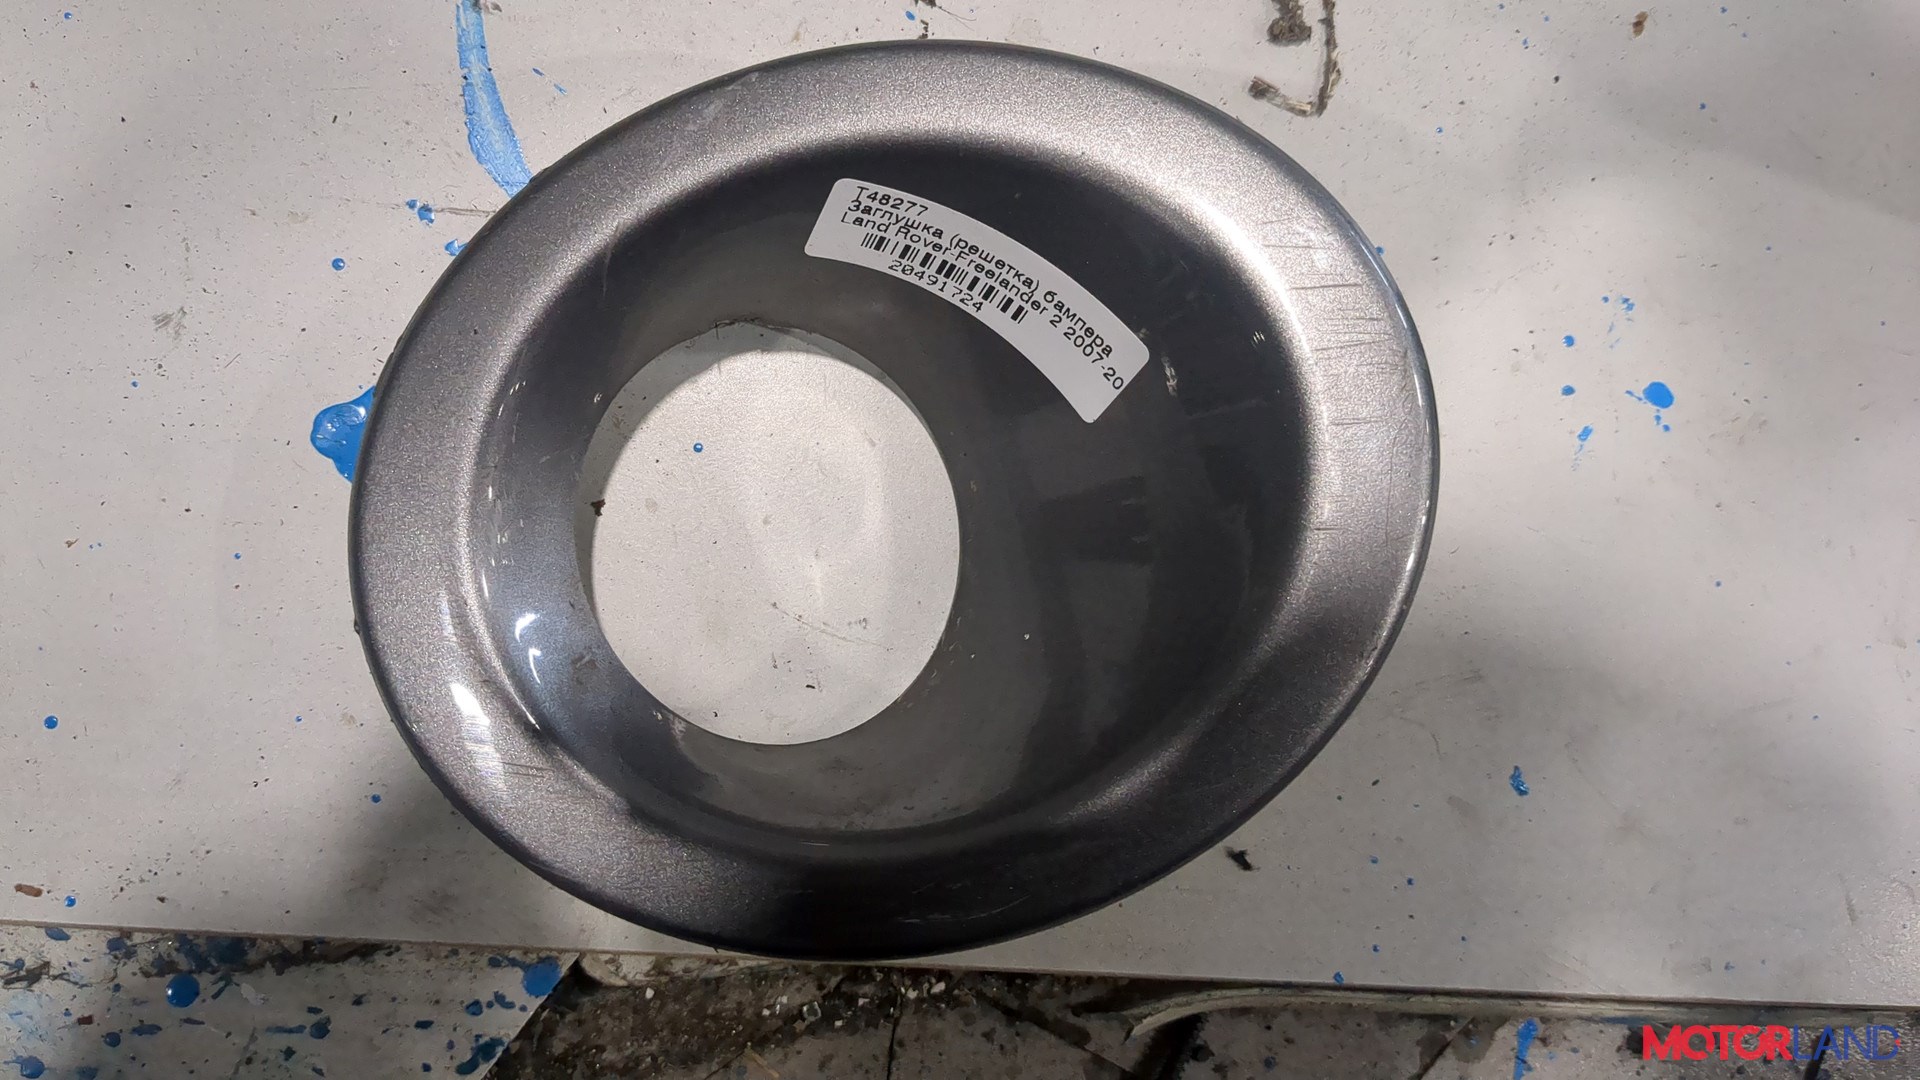 T48277
Заглушка (решетка) бампера
Land Rover-Freelander 2 2007-20
20491724
MOTORLAND